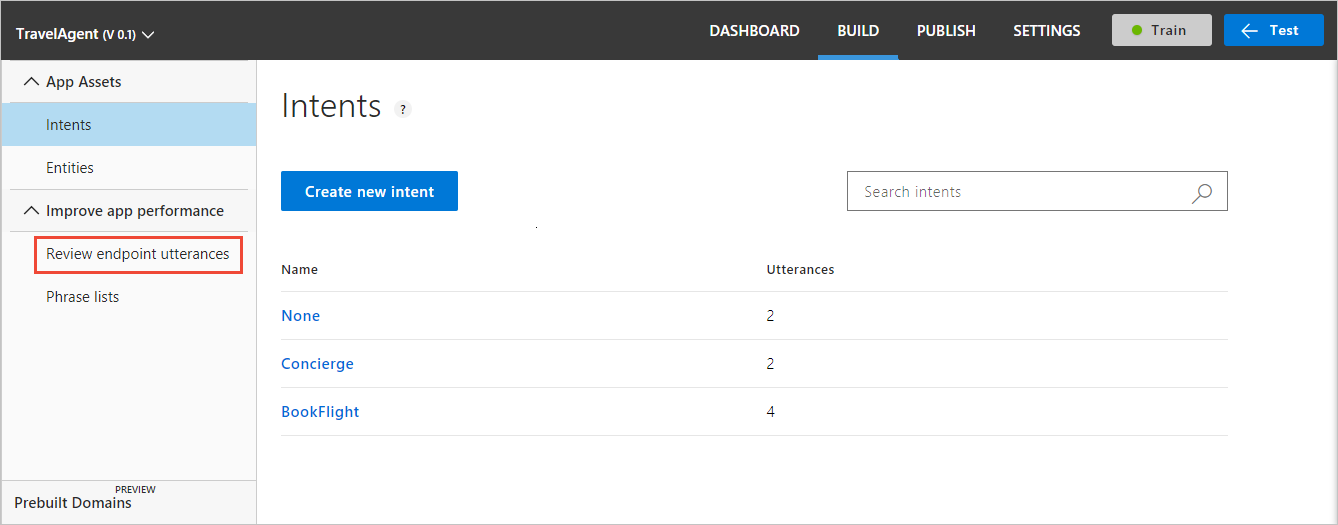 TravelAgent (V 0.1) DASHBOARD BUILD PUBLISH SETTINGS Train Test
App Assets
Intents
Entities
Improve app performance
Review endpoint utterances
Phrase lists
PREVIEW
Prebuilt Domains
Intents ?
Create new intent Search intents
Name Utterances
None 2
Concierge 2
BookFlight 4